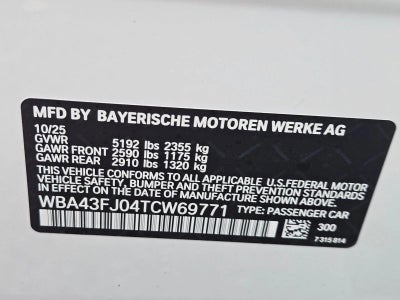 MFD BY BAYERISCHE MOTOREN WERKE AG
10/25
GVWR 5192 lbs 2355 kg
GAWR FRONT 2590 lbs 1175 kg
GAWR REAR 2910 lbs 1320 kg
THIS VEHICLE CONFORMS TO ALL APPLICABLE U.S. FEDERAL MOTOR
VEHICLE SAFETY, BUMPER, AND THEFT PREVENTION STANDARDS
IN EFFECT ON THE DATE OF MANUFACTURE SHOWN ABOVE.
WBA43FJ04TCW69771 TYPE: PASSENGER CAR
300
7 315 814